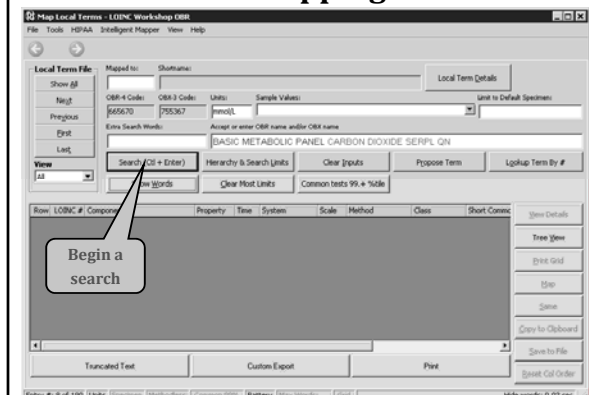 Map Local Terms - LOINC Workshop OBR
File Tools HIPAA Intelligent Mapper View Help
Local Term File Mapped to: Shortname:
Show All Local Term Details
Next OBR-4 Code: OBX-3 Code: Units: Sample Values: Limit to Default Specimen:
Previous 665670 755367 mmol/L
First Extra Search Words: Accept or enter OBR name and/or OBX name
Last BASIC METABOLIC PANEL CARBON DIOXIDE SERPL QN
View Search (Ctl + Enter) Hierarchy & Search Limits Clear Inputs Propose Term Lookup Term By #
All Words Clear Most Limits Common tests 99.+ %tile
Row LOINC # Property Time System Scale Method Class Short Commc View Details
Tree View
Begin a Print Grid
search Map
Same
Copy to Clipboard
Save to File
Truncated Text Custom Export Print Reset Col Order